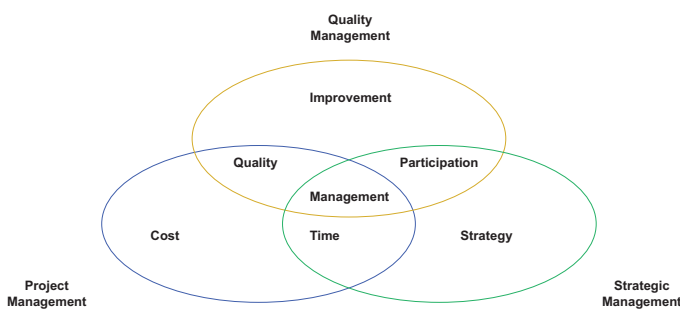 Quality
Management
Improvement
Quality
Participation
Management
Cost
Time
Strategy
Project
Management
Strategic
Management